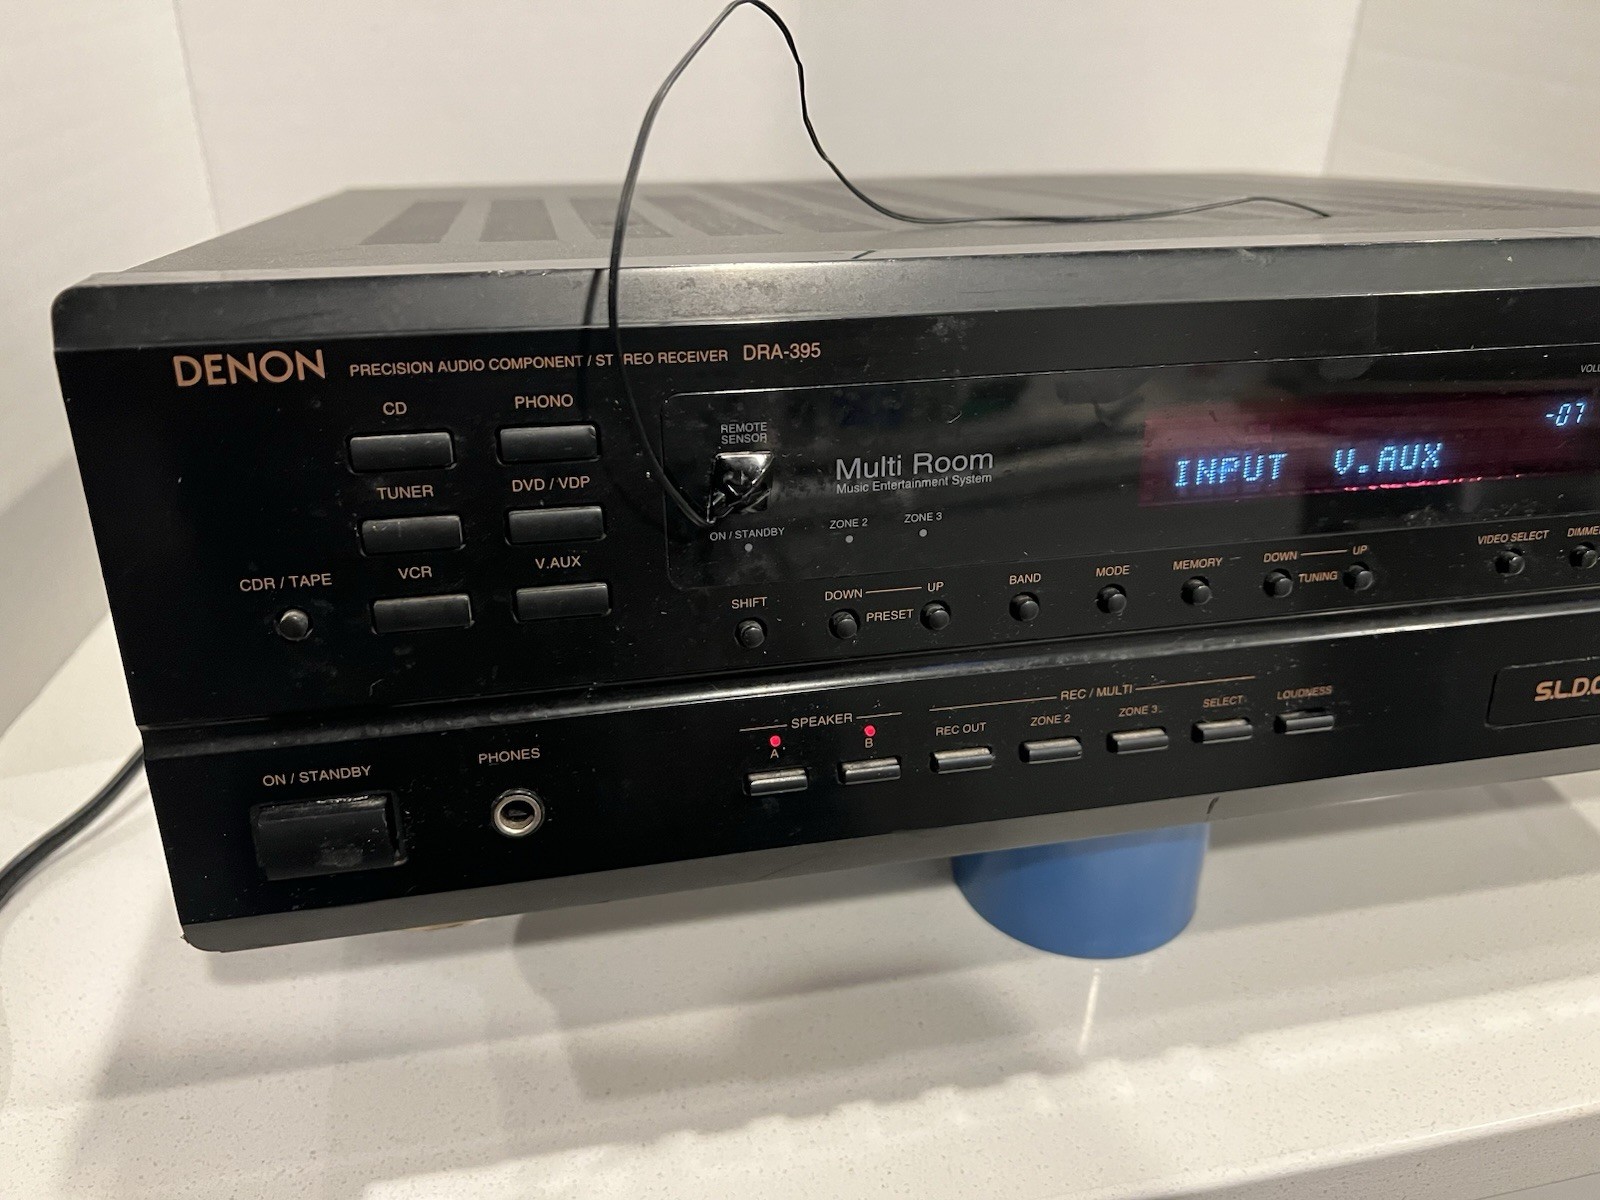 DENON PRECISION AUDIO COMPONENT / ST REO RECEIVER DRA-395
CD PHONO
TUNER DVD / VDP
CDR / TAPE VCR V.AUX
REMOTE
SENSOR
Multi Room
Music Entertainment System
ON / STANDBY ZONE 2 ZONE 3
-07
INPUT V.AUX
SHIFT DOWN UP BAND MODE MEMORY DOWN UP VIDEO SELECT
PRESET TUNING
ON / STANDBY PHONES
SPEAKER
A B
REC / MULTI
REC OUT ZONE 2 ZONE 3 SELECT LOUDNESS